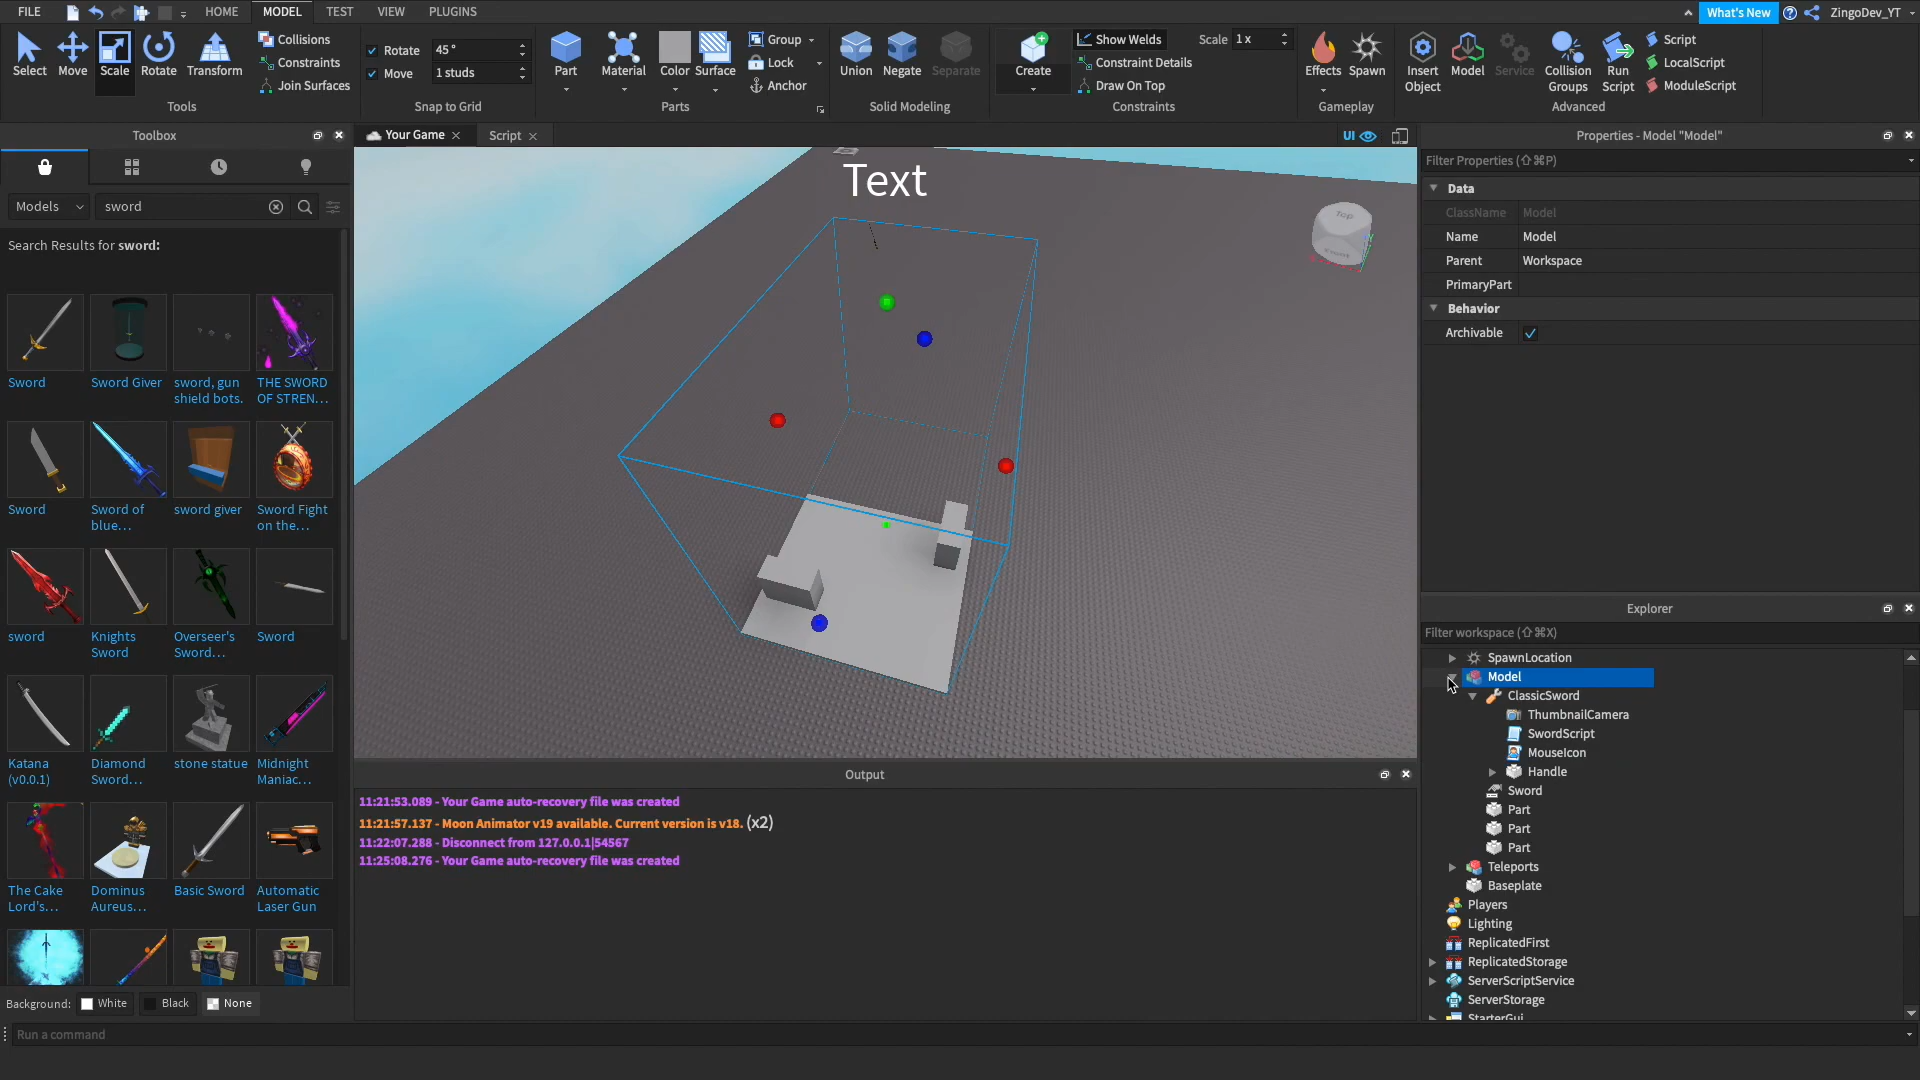 FILE HOME MODEL TEST VIEW PLUGINS What's New ZingoDev_YT
Select Move Scale Rotate Transform
Collisions
Constraints
Join Surfaces
Tools
Rotate 45 °
Move 1 studs
Snap to Grid
Part Material Color Surface
Group
Lock
Anchor
Parts
Union Negate Separate
Solid Modeling
Create
Show Welds Scale 1 x
Constraint Details
Draw On Top
Constraints
Effects Spawn
Gameplay
Insert Object Model Service Collision Groups Run Script
Script
LocalScript
ModuleScript
Advanced
Toolbox
Models sword
Search Results for sword:
Sword
Sword Giver
sword, gun shield bots.
THE SWORD OF STREN...
Sword
Sword of blue...
sword giver
Sword Fight on the...
sword
Knights Sword
Overseer's Sword...
Sword
Katana (v0.0.1)
Diamond Sword...
stone statue
Midnight Maniac...
The Cake Lord's...
Dominus Aureus...
Basic Sword
Automatic Laser Gun
Background: White Black None
Your Game Script UI
Text
Top
Output
11:21:53.089 - Your Game auto-recovery file was created
11:21:57.137 - Moon Animator v19 available. Current version is v18. (x2)
11:22:07.288 - Disconnect from 127.0.0.1|54567
11:25:08.276 - Your Game auto-recovery file was created
Properties - Model "Model"
Filter Properties (⇧⌘P)
Data
ClassName Model
Name Model
Parent Workspace
PrimaryPart
Behavior
Archivable
Explorer
Filter workspace (⇧⌘X)
SpawnLocation
Model
ClassicSword
ThumbnailCamera
SwordScript
MouseIcon
Handle
Sword
Part
Part
Part
Teleports
Baseplate
Players
Lighting
ReplicatedFirst
ReplicatedStorage
ServerScriptService
ServerStorage
StarterGui
Run a command